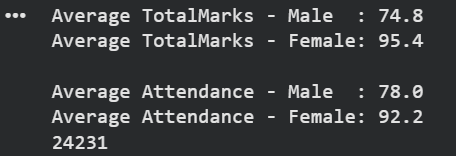 Average TotalMarks - Male  : 74.8
Average TotalMarks - Female: 95.4
Average Attendance - Male  : 78.0
Average Attendance - Female: 92.2
24231